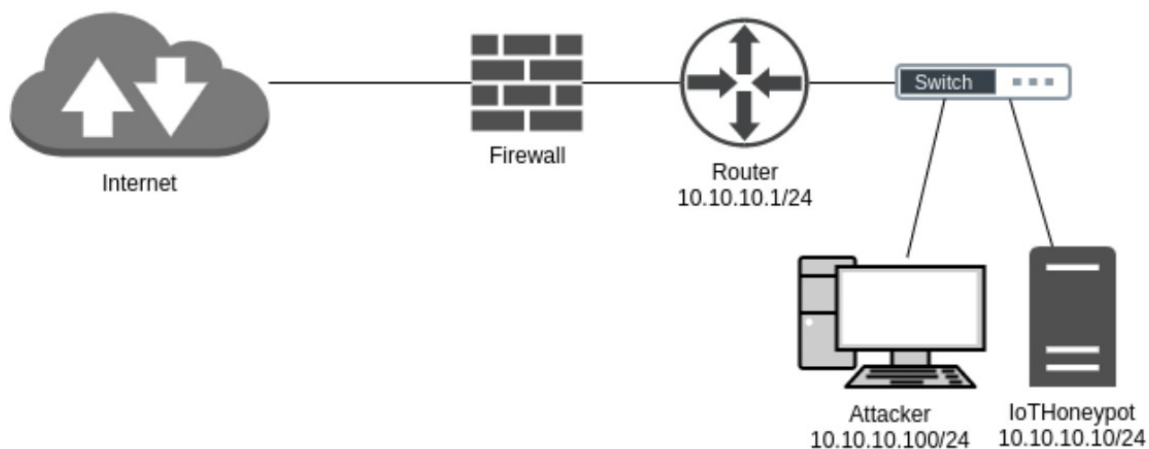 Switch
Firewall
Internet
Router
10.10.10.1/24
Attacker
10.10.10.100/24
IoTHoneypot
10.10.10.10/24